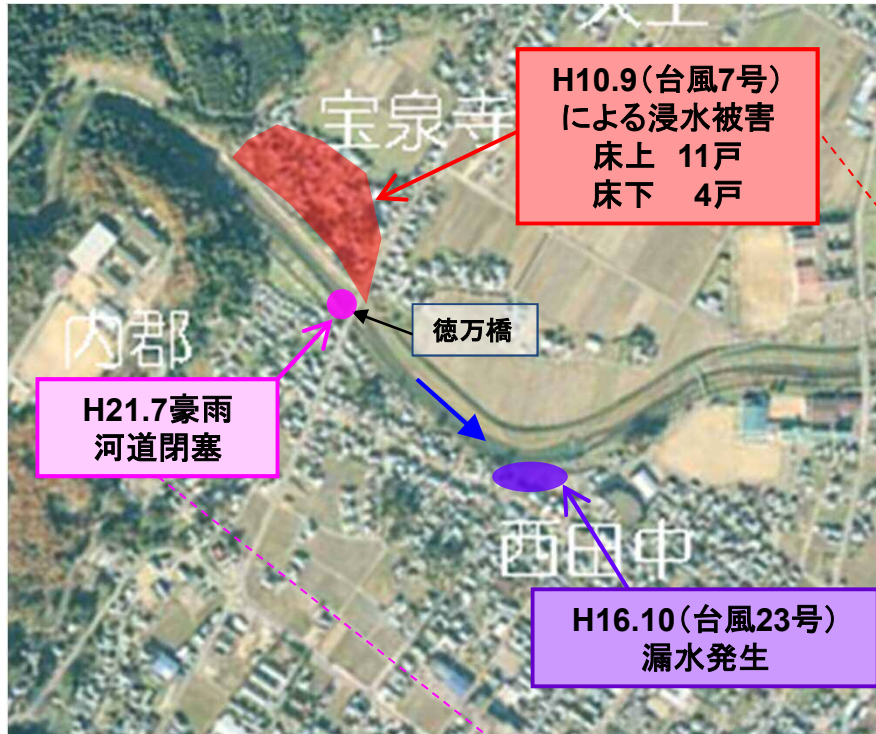 H10.9(台風7号)
による浸水被害
床上 11戸
床下 4戸
宝泉寺
徳万橋
内郡
H21.7豪雨
河道閉塞
西田中
H16.10(台風23号)
漏水発生